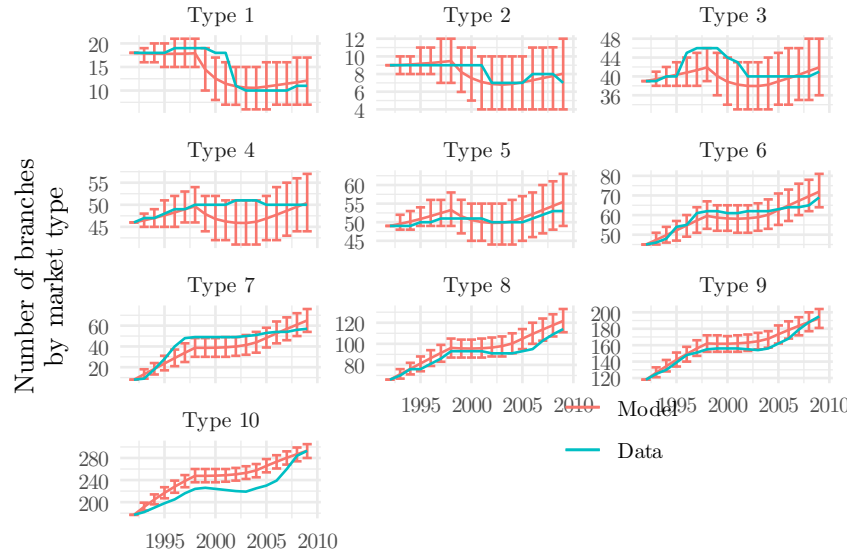 Number of branches
by market type
Type 1
20
15
10
Type 2
12
10
8
6
4
Type 3
48
44
40
36
Type 4
55
50
45
Type 5
60
55
50
45
Type 6
80
70
60
50
Type 7
60
40
20
Type 8
120
100
80
1995 2000 2005 2010
Type 9
200
180
160
140
120
1995 2000 2005 2010
Type 10
280
240
200
1995 2000 2005 2010
Model
Data